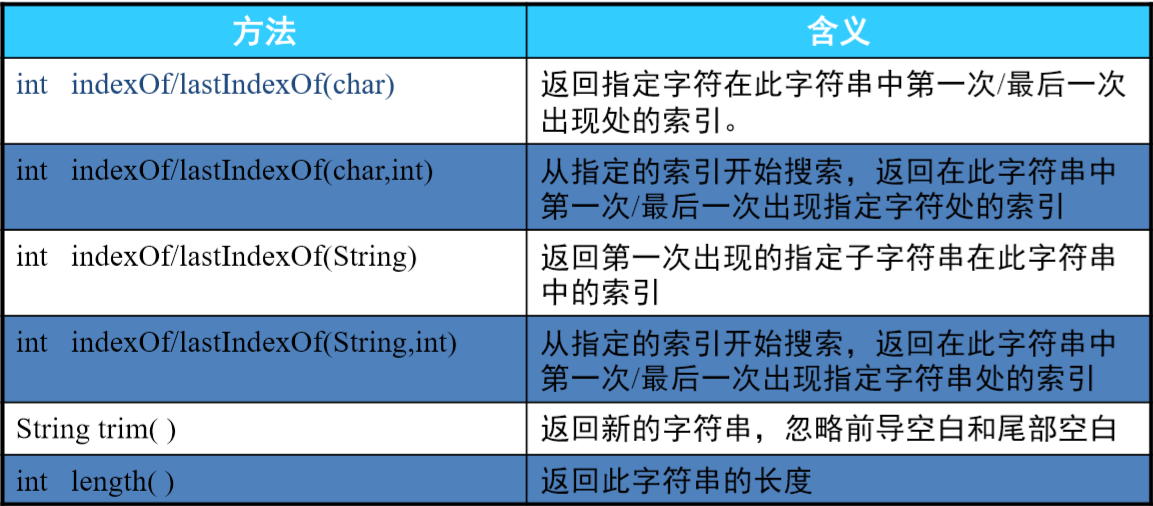 方法
含义
int indexOf/lastIndexOf(char)
返回指定字符在此字符串中第一次/最后一次
出现处的索引。
int indexOf/lastIndexOf(char,int)
从指定的索引开始搜索，返回在此字符串中
第一次/最后一次出现指定字符处的索引
int indexOf/lastIndexOf(String)
返回第一次出现的指定子字符串在此字符串
中的索引
int indexOf/lastIndexOf(String,int)
从指定的索引开始搜索，返回在此字符串中
第一次/最后一次出现指定字符串处的索引
String trim( )
返回新的字符串，忽略前导空白和尾部空白
int length( )
返回此字符串的长度